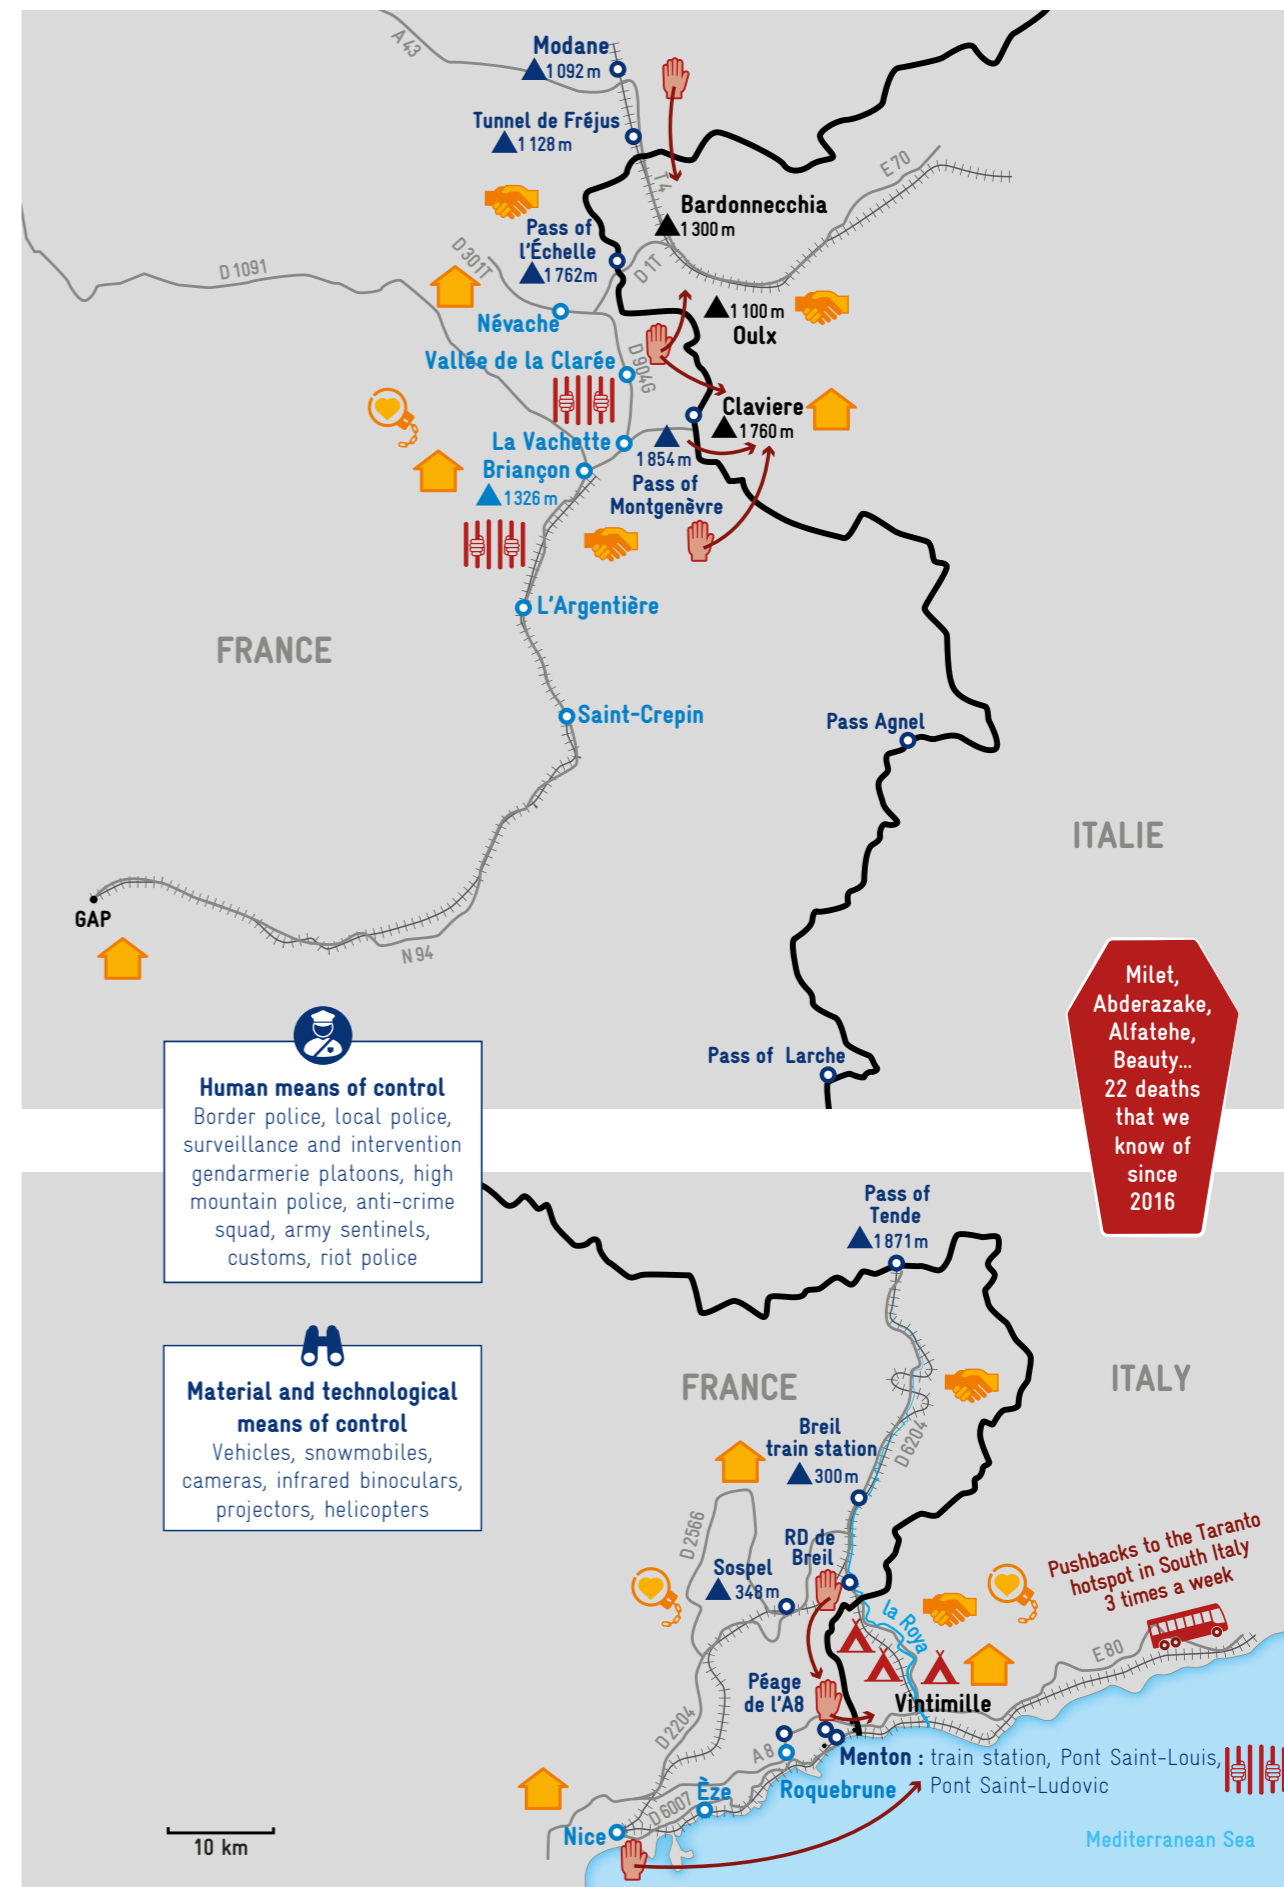 A 43
Modane
1 092 m
Tunnel de Fréjus
1 128 m
T 4
E 70
Bardonnecchia
1 300 m
Pass of
l'Échelle
1 762m
D 301T
D 1T
D 1091
Névache
1 100 m
Oulx
Vallée de la Clarée
D 904G
Claviere
1 760 m
La Vachette
Briançon
1 326 m
1 854 m
Pass of
Montgenèvre
L'Argentière
FRANCE
Saint-Crepin
Pass Agnel
ITALIE
GAP
N 94
Milet,
Abderazake,
Alfatehe,
Beauty...
22 deaths
that we
know of
since
2016
Pass of Larche
Human means of control
Border police, local police,
surveillance and intervention
gendarmerie platoons, high
mountain police, anti-crime
squad, army sentinels,
customs, riot police
Material and technological
means of control
Vehicles, snowmobiles,
cameras, infrared binoculars,
projectors, helicopters
Pass of
Tende
1 871 m
FRANCE
ITALY
Breil
train station
300 m
D 6204
D 2566
RD de
Breil
Sospel
348 m
Pushbacks to the Taranto
hotspot in South Italy
3 times a week
la Roya
E 80
Péage
de l'A8
Vintimille
D 2204
A 8
Menton : train station, Pont Saint-Louis,
Pont Saint-Ludovic
Roquebrune
Èze
D 6007
Nice
10 km
Mediterranean Sea